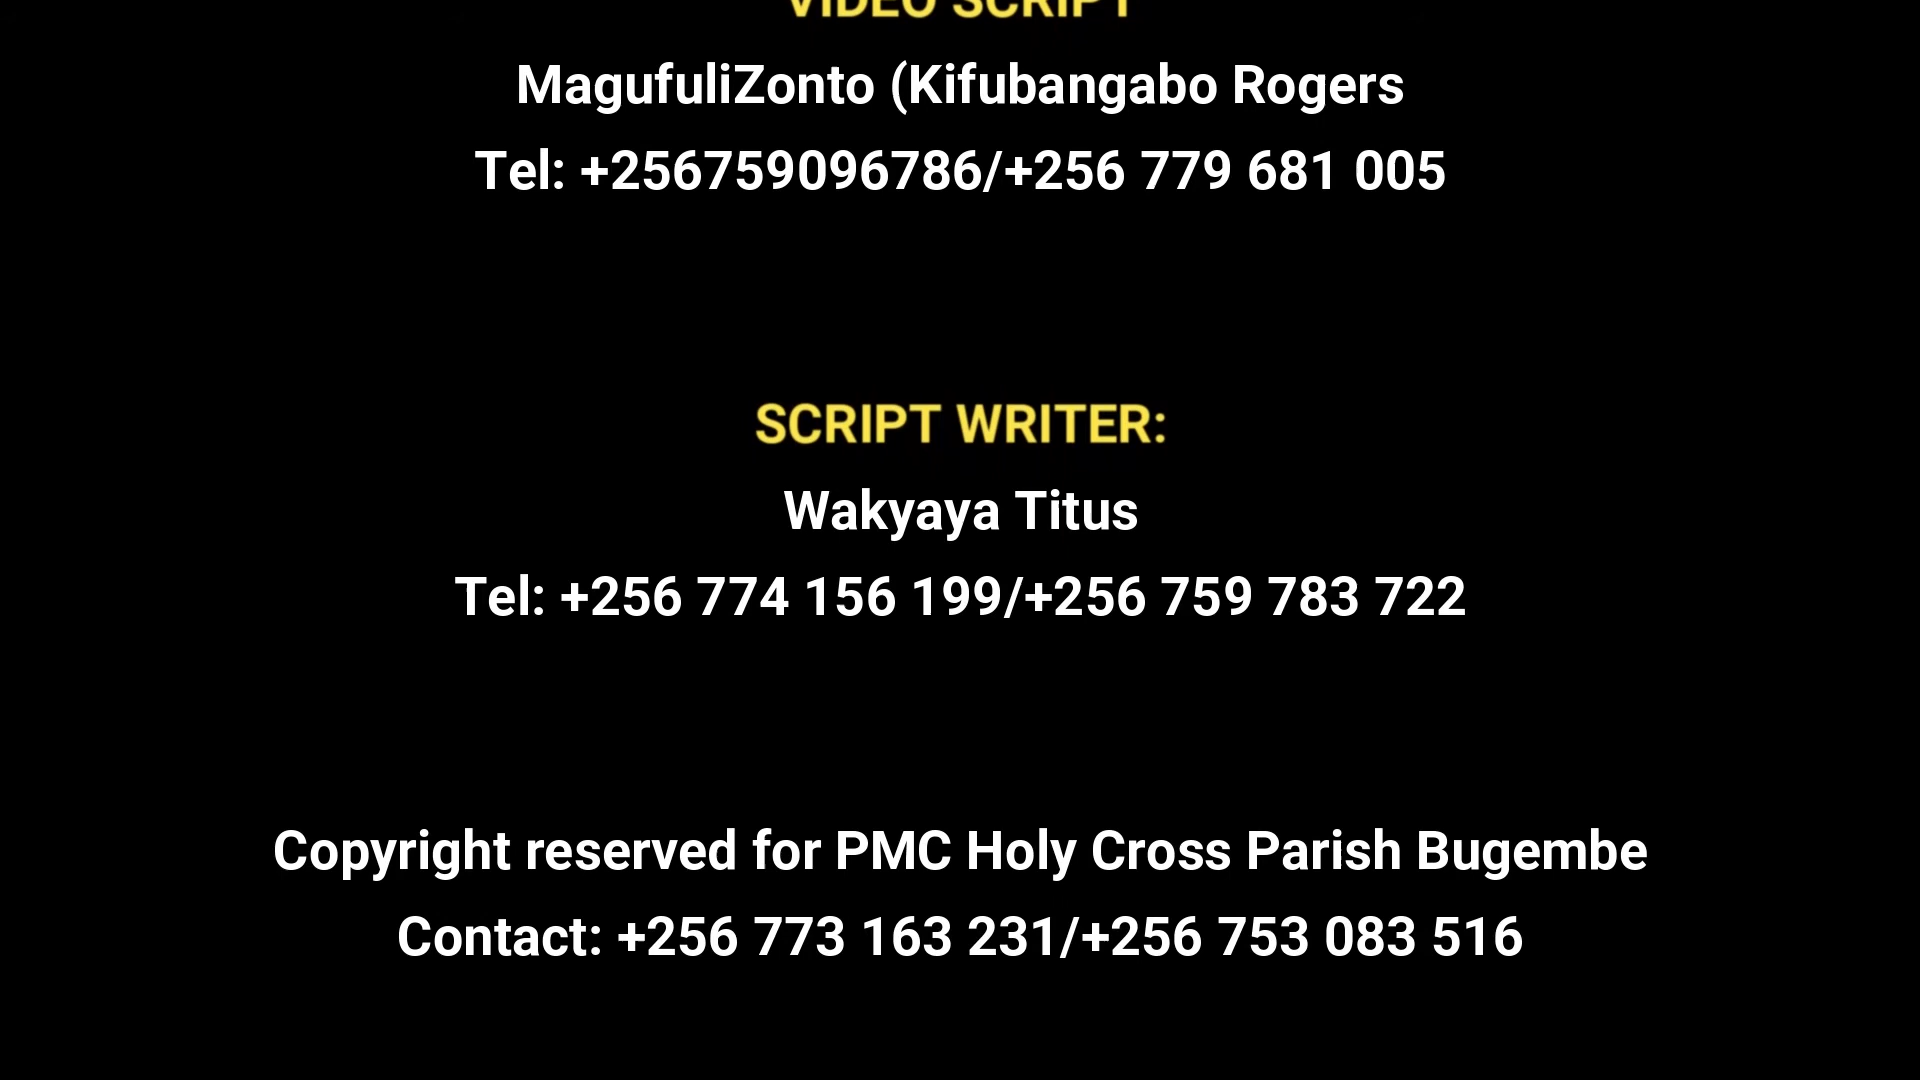 VIDEO SCRIPT
MagufuliZonto (Kifubangabo Rogers
Tel: +256759096786/+256 779 681 005
SCRIPT WRITER:
Wakyaya Titus
Tel: +256 774 156 199/+256 759 783 722
Copyright reserved for PMC Holy Cross Parish Bugembe
Contact: +256 773 163 231/+256 753 083 516